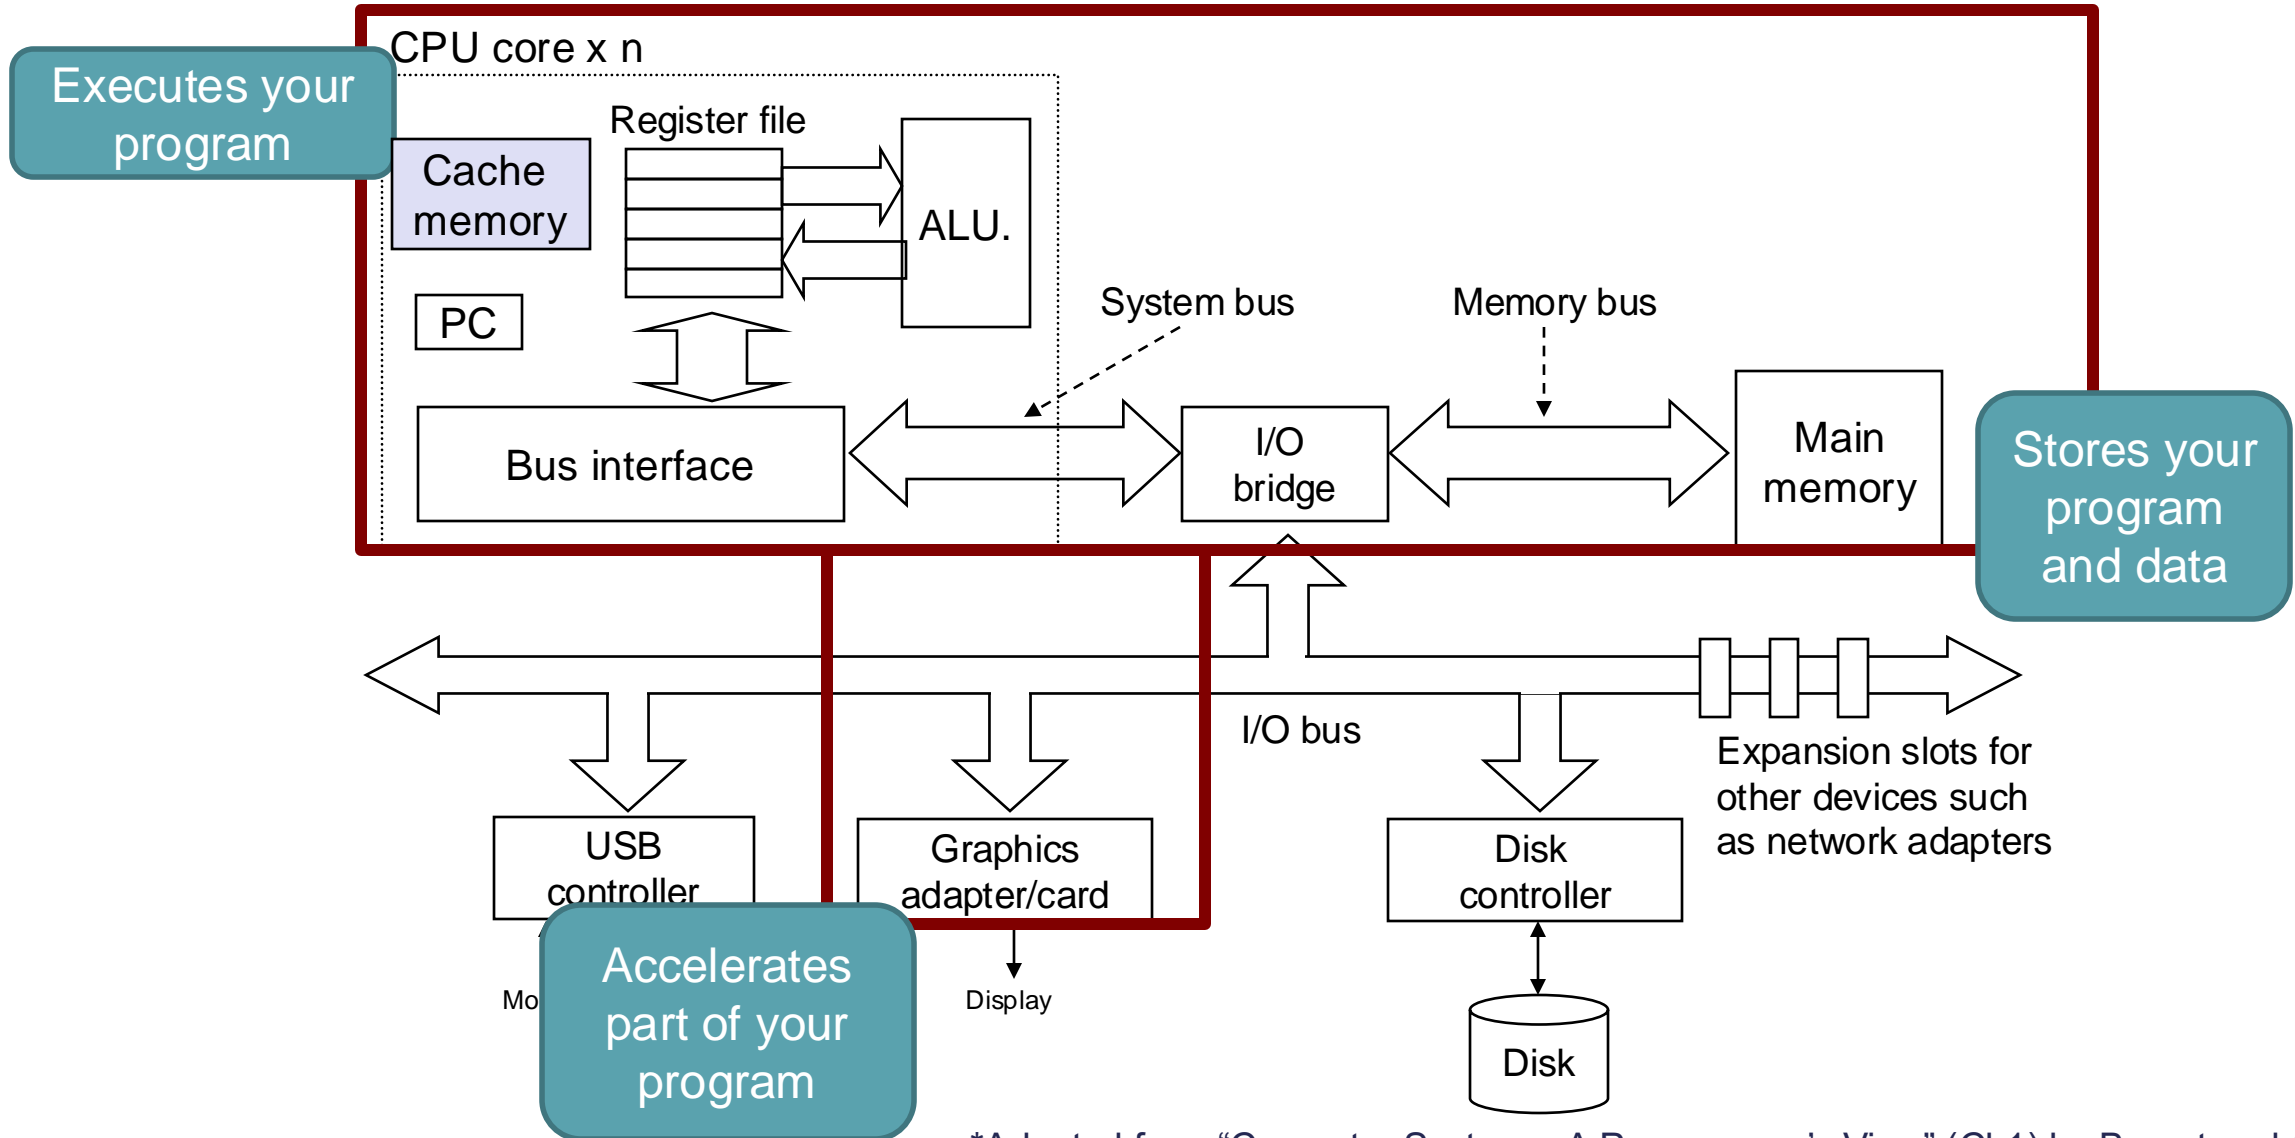 CPU core x n
Executes your
program
Register file
Cache
memory
ALU.
PC
System bus
Memory bus
Bus interface
I/O
bridge
Main
memory
Stores your
program
and data
I/O bus
Expansion slots for
other devices such
as network adapters
USB
controller
Graphics
adapter/card
Disk
controller
Accelerates
part of your
program
Display
Disk